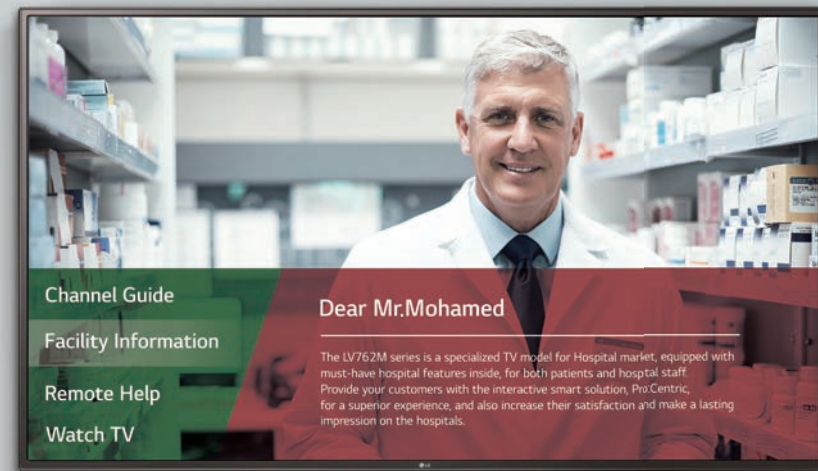 Channel Guide
Facility Information
Remote Help
Watch TV
Dear Mr.Mohamed
The LV762M series is a specialized TV model for Hospital market, equipped with
must-have hospital features inside, for both patients and hospital staff.
Provide your customers with the interactive smart solution, Pro:Centric,
for a superior experience, and also increase their satisfaction and make a lasting
impression on the hospitals.
LG